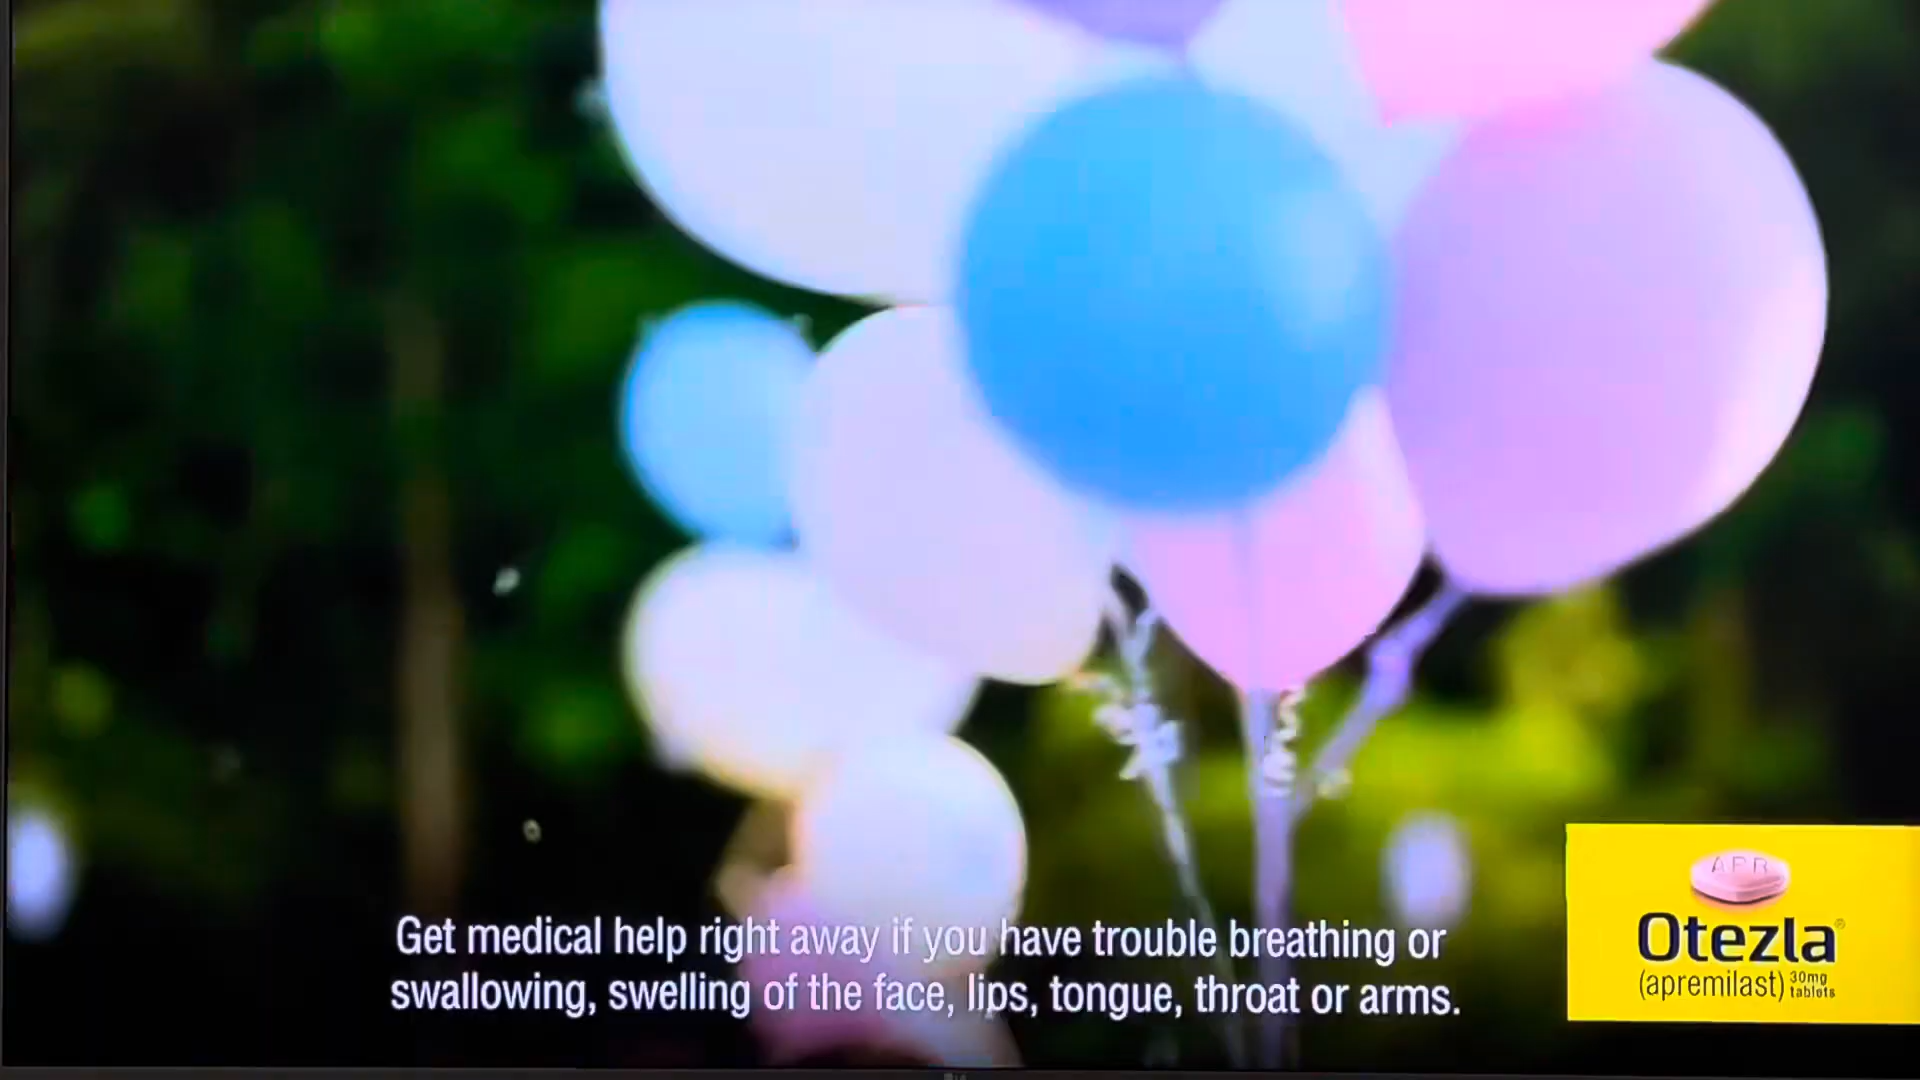 Get medical help right away if you have trouble breathing or
swallowing, swelling of the face, lips, tongue, throat or arms.
APR
Otezla®
(apremilast) 30mg tablets